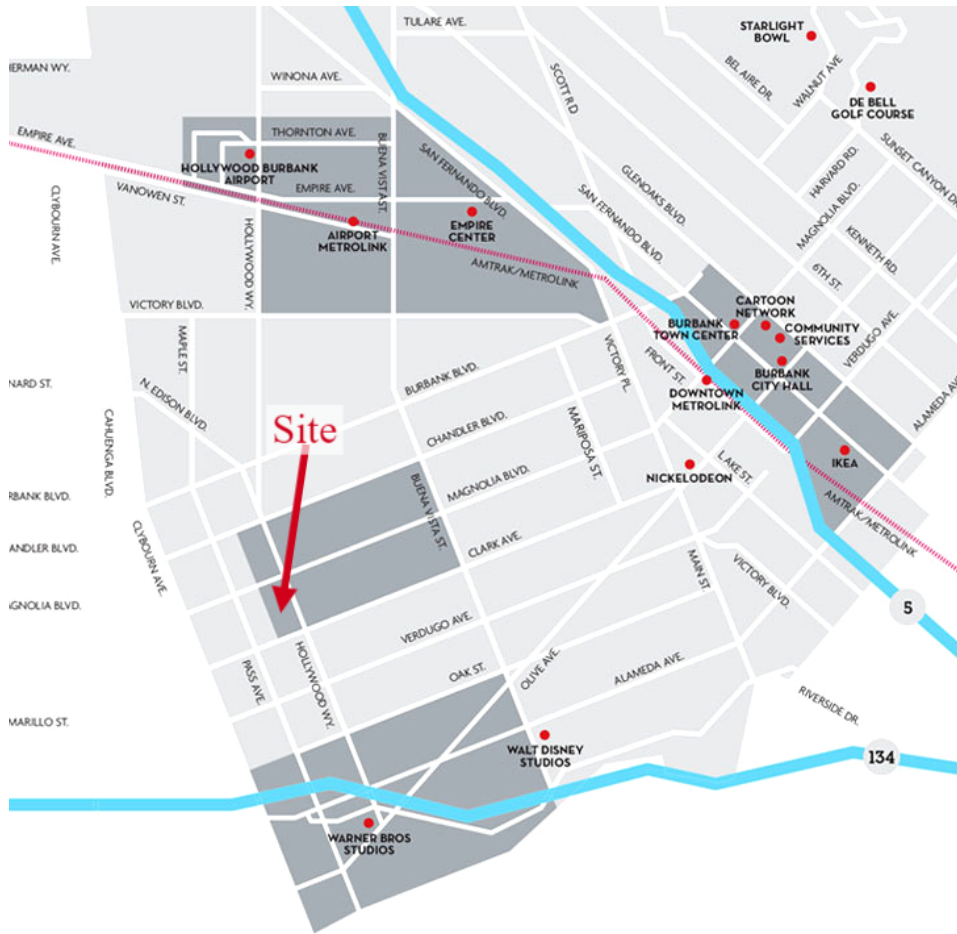 TULARE AVE.
STARLIGHT
BOWL
HERMAN WY.
WINONA AVE.
SCOTT RD
BEL AIRE DR.
WALNUT AVE
DE BELL
GOLF COURSE
EMPIRE AVE.
THORNTON AVE.
BUENA VISTA ST.
HOLLYWOOD BURBANK
AIRPORT
SAN FERNANDO BLVD.
GLENOAKS BLVD.
HARVARD RD.
SUNSET CANYON DR.
CLYBOURN AVE.
VANOWEN ST.
EMPIRE AVE.
AIRPORT
METROLINK
EMPIRE
CENTER
SAN FERNANDO BLVD.
MAGNOLIA BLVD.
KENNETH RD.
HOLLYWOOD WY.
AMTRAK/METROLINK
6TH ST.
VICTORY BLVD.
CARTOON
NETWORK
BURBANK
TOWN CENTER
COMMUNITY
SERVICES
VERDUGO AVE.
MAPLE ST.
VICTORY PL.
FRONT ST.
BURBANK
CITY HALL
NARD ST.
N. EDISON BLVD.
BURBANK BLVD.
DOWNTOWN
METROLINK
ALAMEDA AVE
Site
CAHUENGA BLVD.
CHANDLER BLVD.
MARIPOSA ST.
LAKE ST.
IKEA
NICKELODEON
RBANK BLVD.
BUENA VISTA ST.
MAGNOLIA BLVD.
AMTRAK/METROLINK
ANDLER BLVD.
CLYBOURN AVE.
CLARK AVE.
MAIN ST.
VICTORY BLVD.
AGNOLIA BLVD.
5
VERDUGO AVE.
PASS AVE.
HOLLYWOOD WY.
OAK ST.
OLIVE AVE.
ALAMEDA AVE.
RIVERSIDE DR.
MARILLO ST.
WALT DISNEY
STUDIOS
134
WARNER BROS
STUDIOS